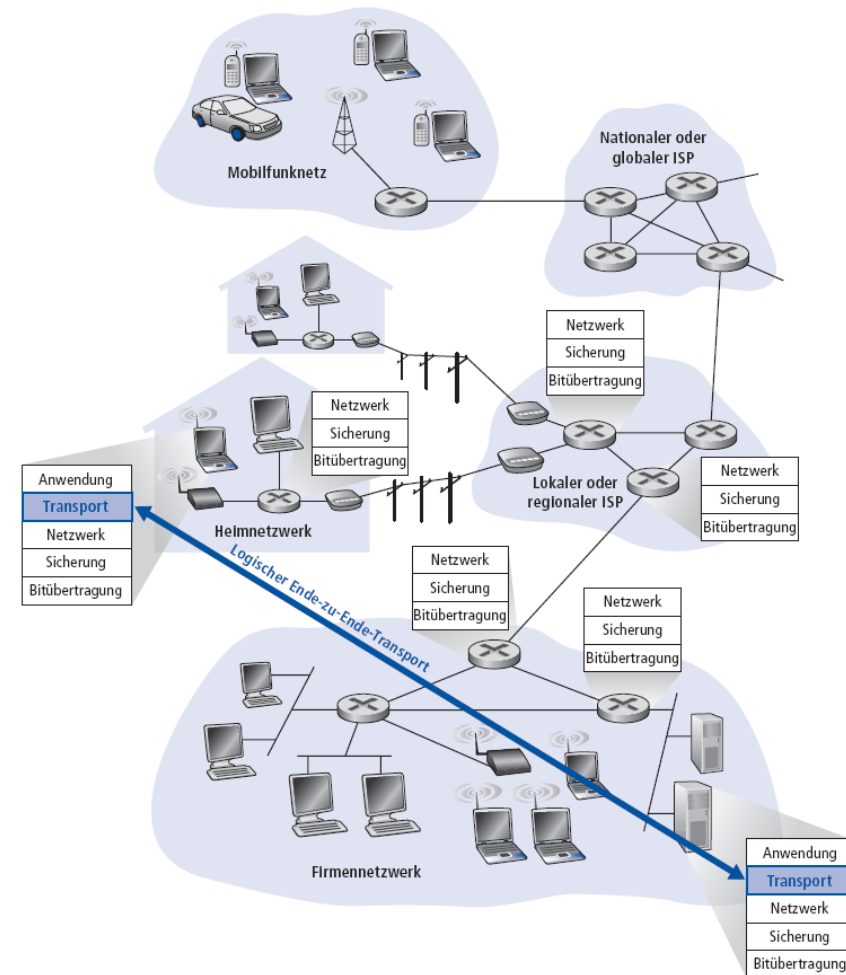 Mobilfunknetz
Nationaler oder
globaler ISP
Netzwerk
Sicherung
Bitübertragung
Netzwerk
Sicherung
Bitübertragung
Lokaler oder
regionaler ISP
Netzwerk
Sicherung
Bitübertragung
Anwendung
Transport
Netzwerk
Sicherung
Bitübertragung
Heimnetzwerk
Logischer Ende-zu-Ende-Transport
Netzwerk
Sicherung
Bitübertragung
Netzwerk
Sicherung
Bitübertragung
Firmennetzwerk
Anwendung
Transport
Netzwerk
Sicherung
Bitübertragung